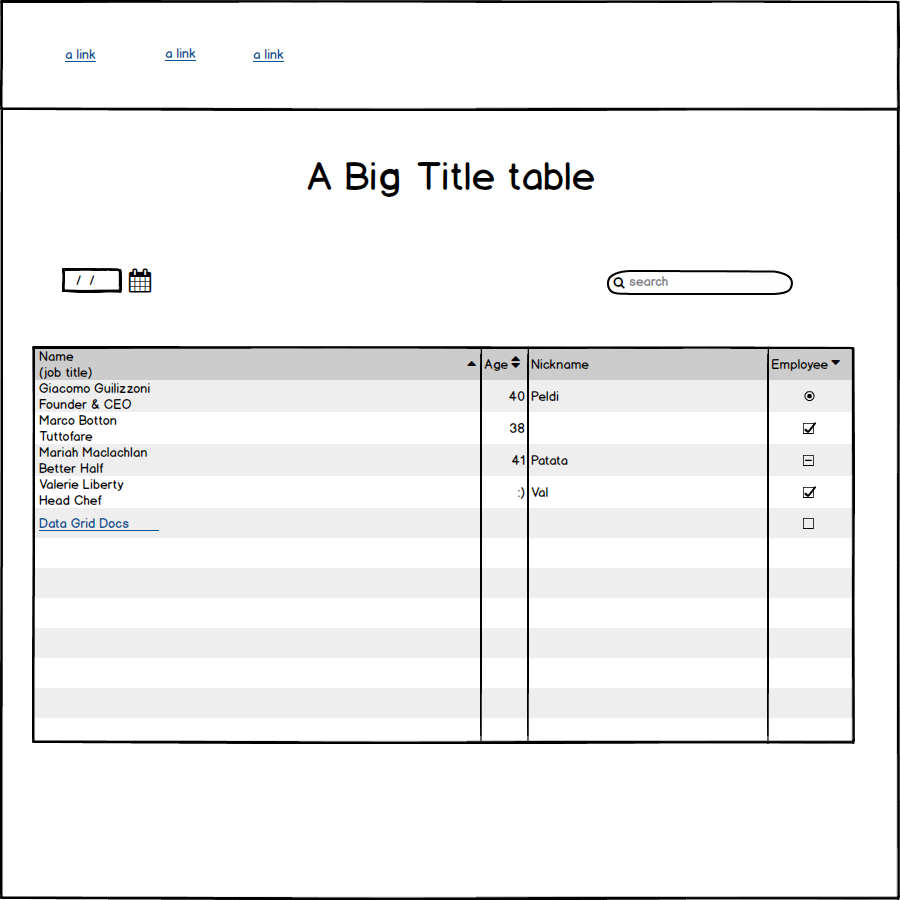 a link a link a link
A Big Title table
/ /
search
Name
(job title)
Age
Nickname
Employee
Giacomo Guilizzoni
Founder & CEO
40
Peldi
Marco Botton
Tuttofare
38
Mariah Maclachlan
Better Half
41
Patata
Valerie Liberty
Head Chef
:)
Val
Data Grid Docs